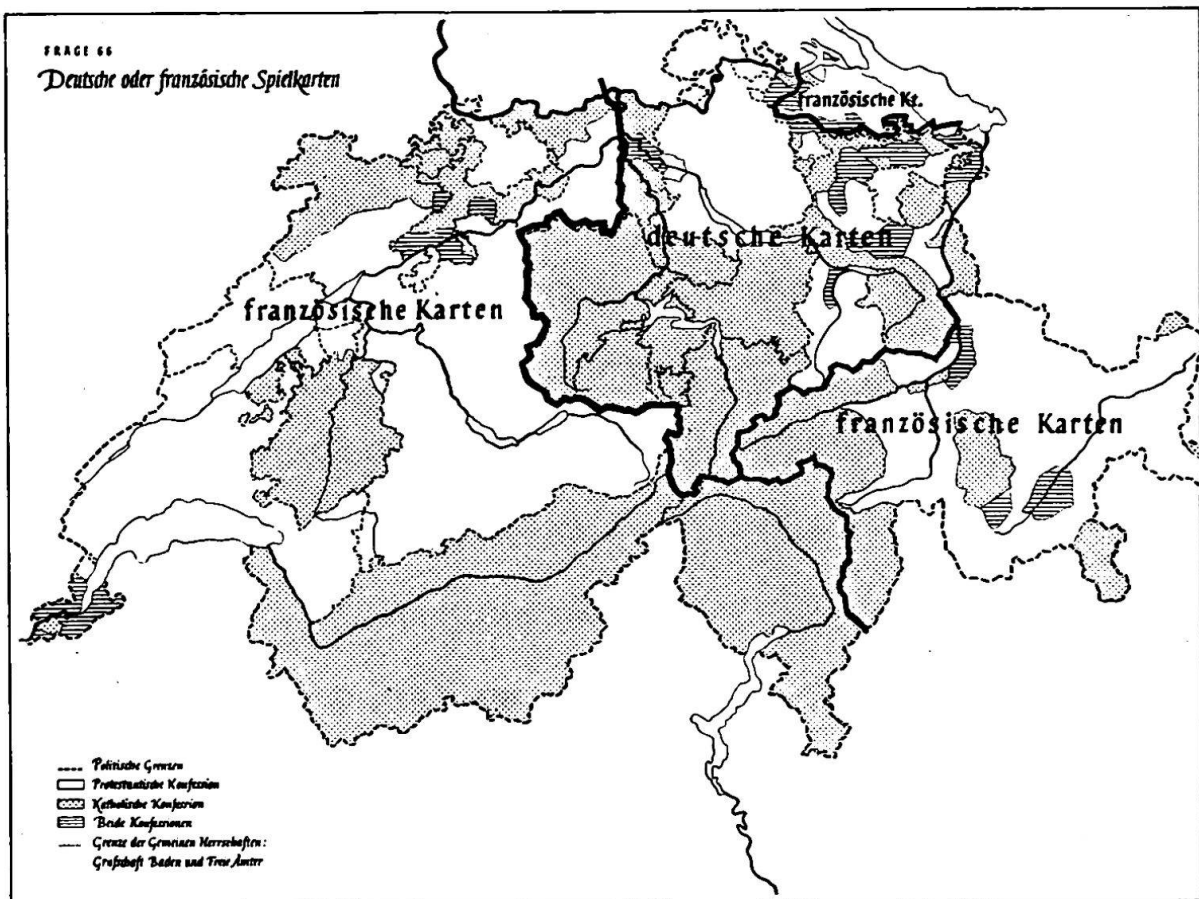 FRAGE 66
Deutsche oder französische Spielkarten
französische Kt.
deutsche Karten
französische Karten
französische Karten
Politische Grenzen
Protestantische Konfession
Katholische Konfession
Beide Konfessionen
Grenze der Gemeinen Herrschaften:
Grafschaft Baden und Freie Ämter